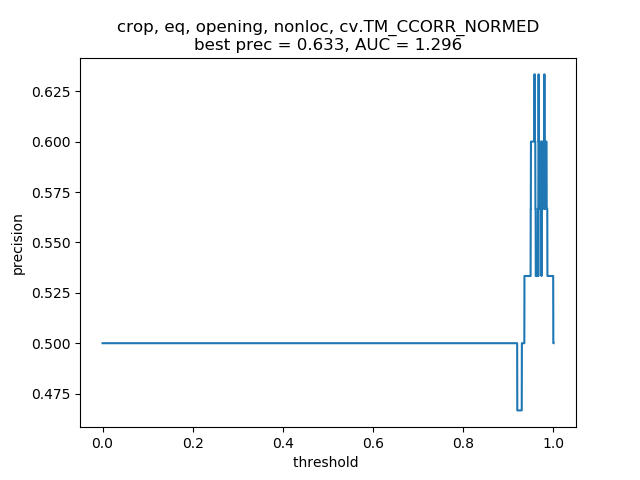 crop, eq, opening, nonloc, cv.TM_CCORR_NORMED
best prec = 0.633, AUC = 1.296
0.625
0.600
0.575
0.550
0.525
0.500
0.475
precision
0.0 0.2 0.4 0.6 0.8 1.0
threshold